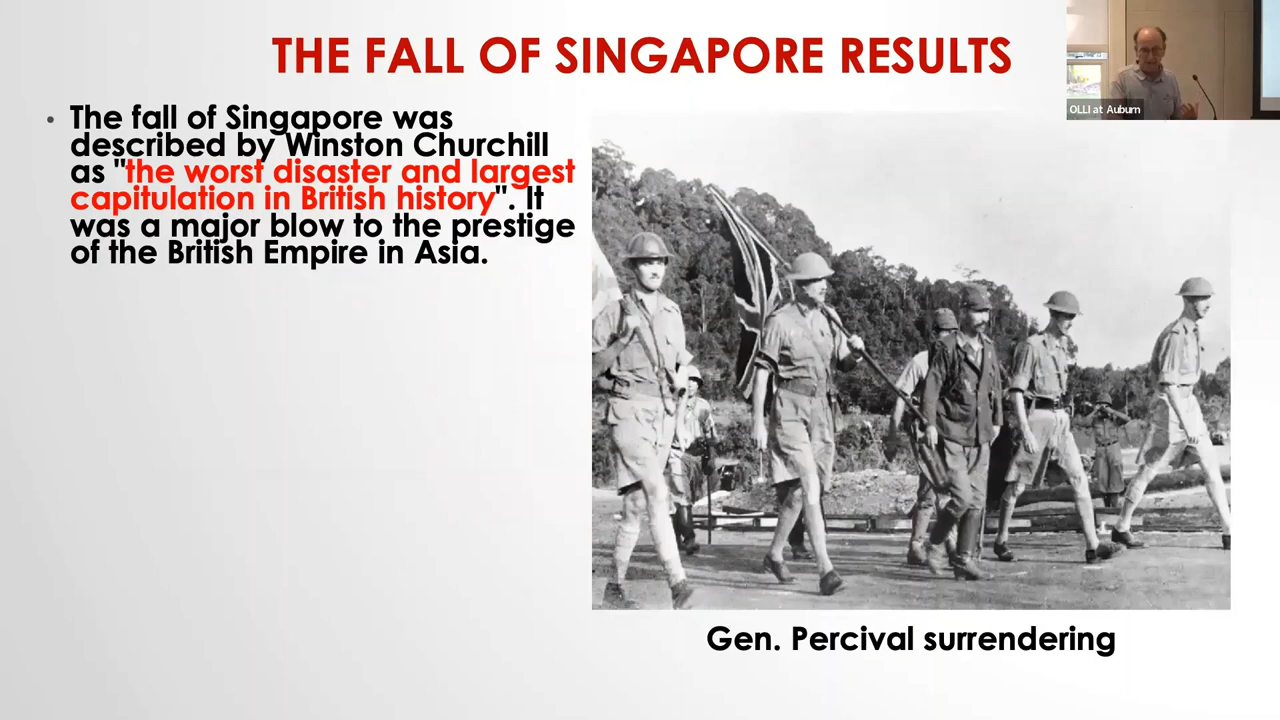 THE FALL OF SINGAPORE RESULTS
OLLI at Auburn
• The fall of Singapore was
described by Winston Churchill
as "the worst disaster and largest
capitulation in British history". It
was a major blow to the prestige
of the British Empire in Asia.
Gen. Percival surrendering